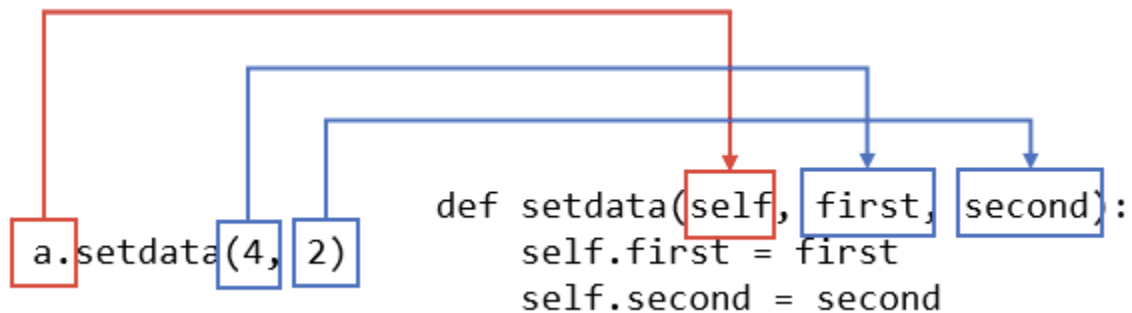 def setdata(self, first, second):
a.setdata(4, 2)
self.first = first
self.second = second